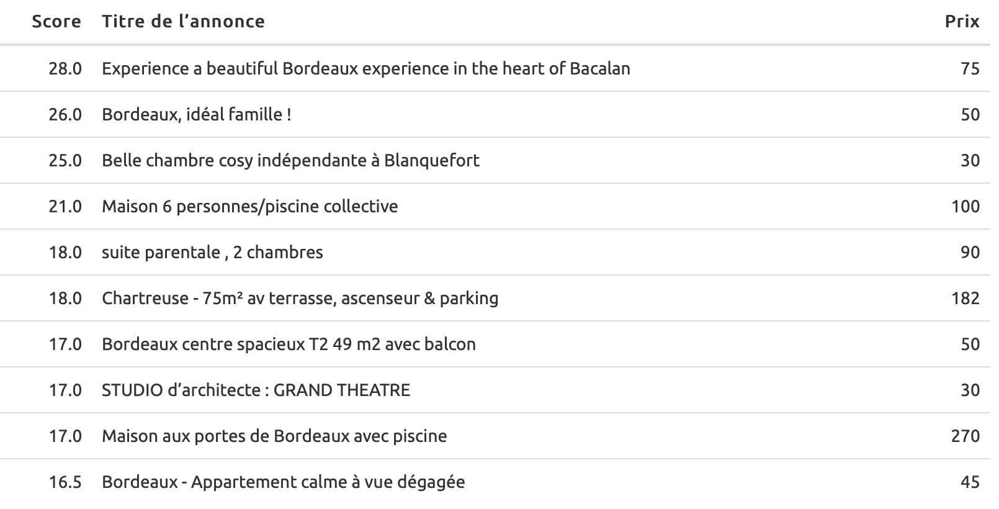 Score Titre de l’annonce Prix
28.0 Experience a beautiful Bordeaux experience in the heart of Bacalan 75
26.0 Bordeaux, idéal famille ! 50
25.0 Belle chambre cosy indépendante à Blanquefort 30
21.0 Maison 6 personnes/piscine collective 100
18.0 suite parentale , 2 chambres 90
18.0 Chartreuse - 75m² av terrasse, ascenseur & parking 182
17.0 Bordeaux centre spacieux T2 49 m2 avec balcon 50
17.0 STUDIO d’architecte : GRAND THEATRE 30
17.0 Maison aux portes de Bordeaux avec piscine 270
16.5 Bordeaux - Appartement calme à vue dégagée 45